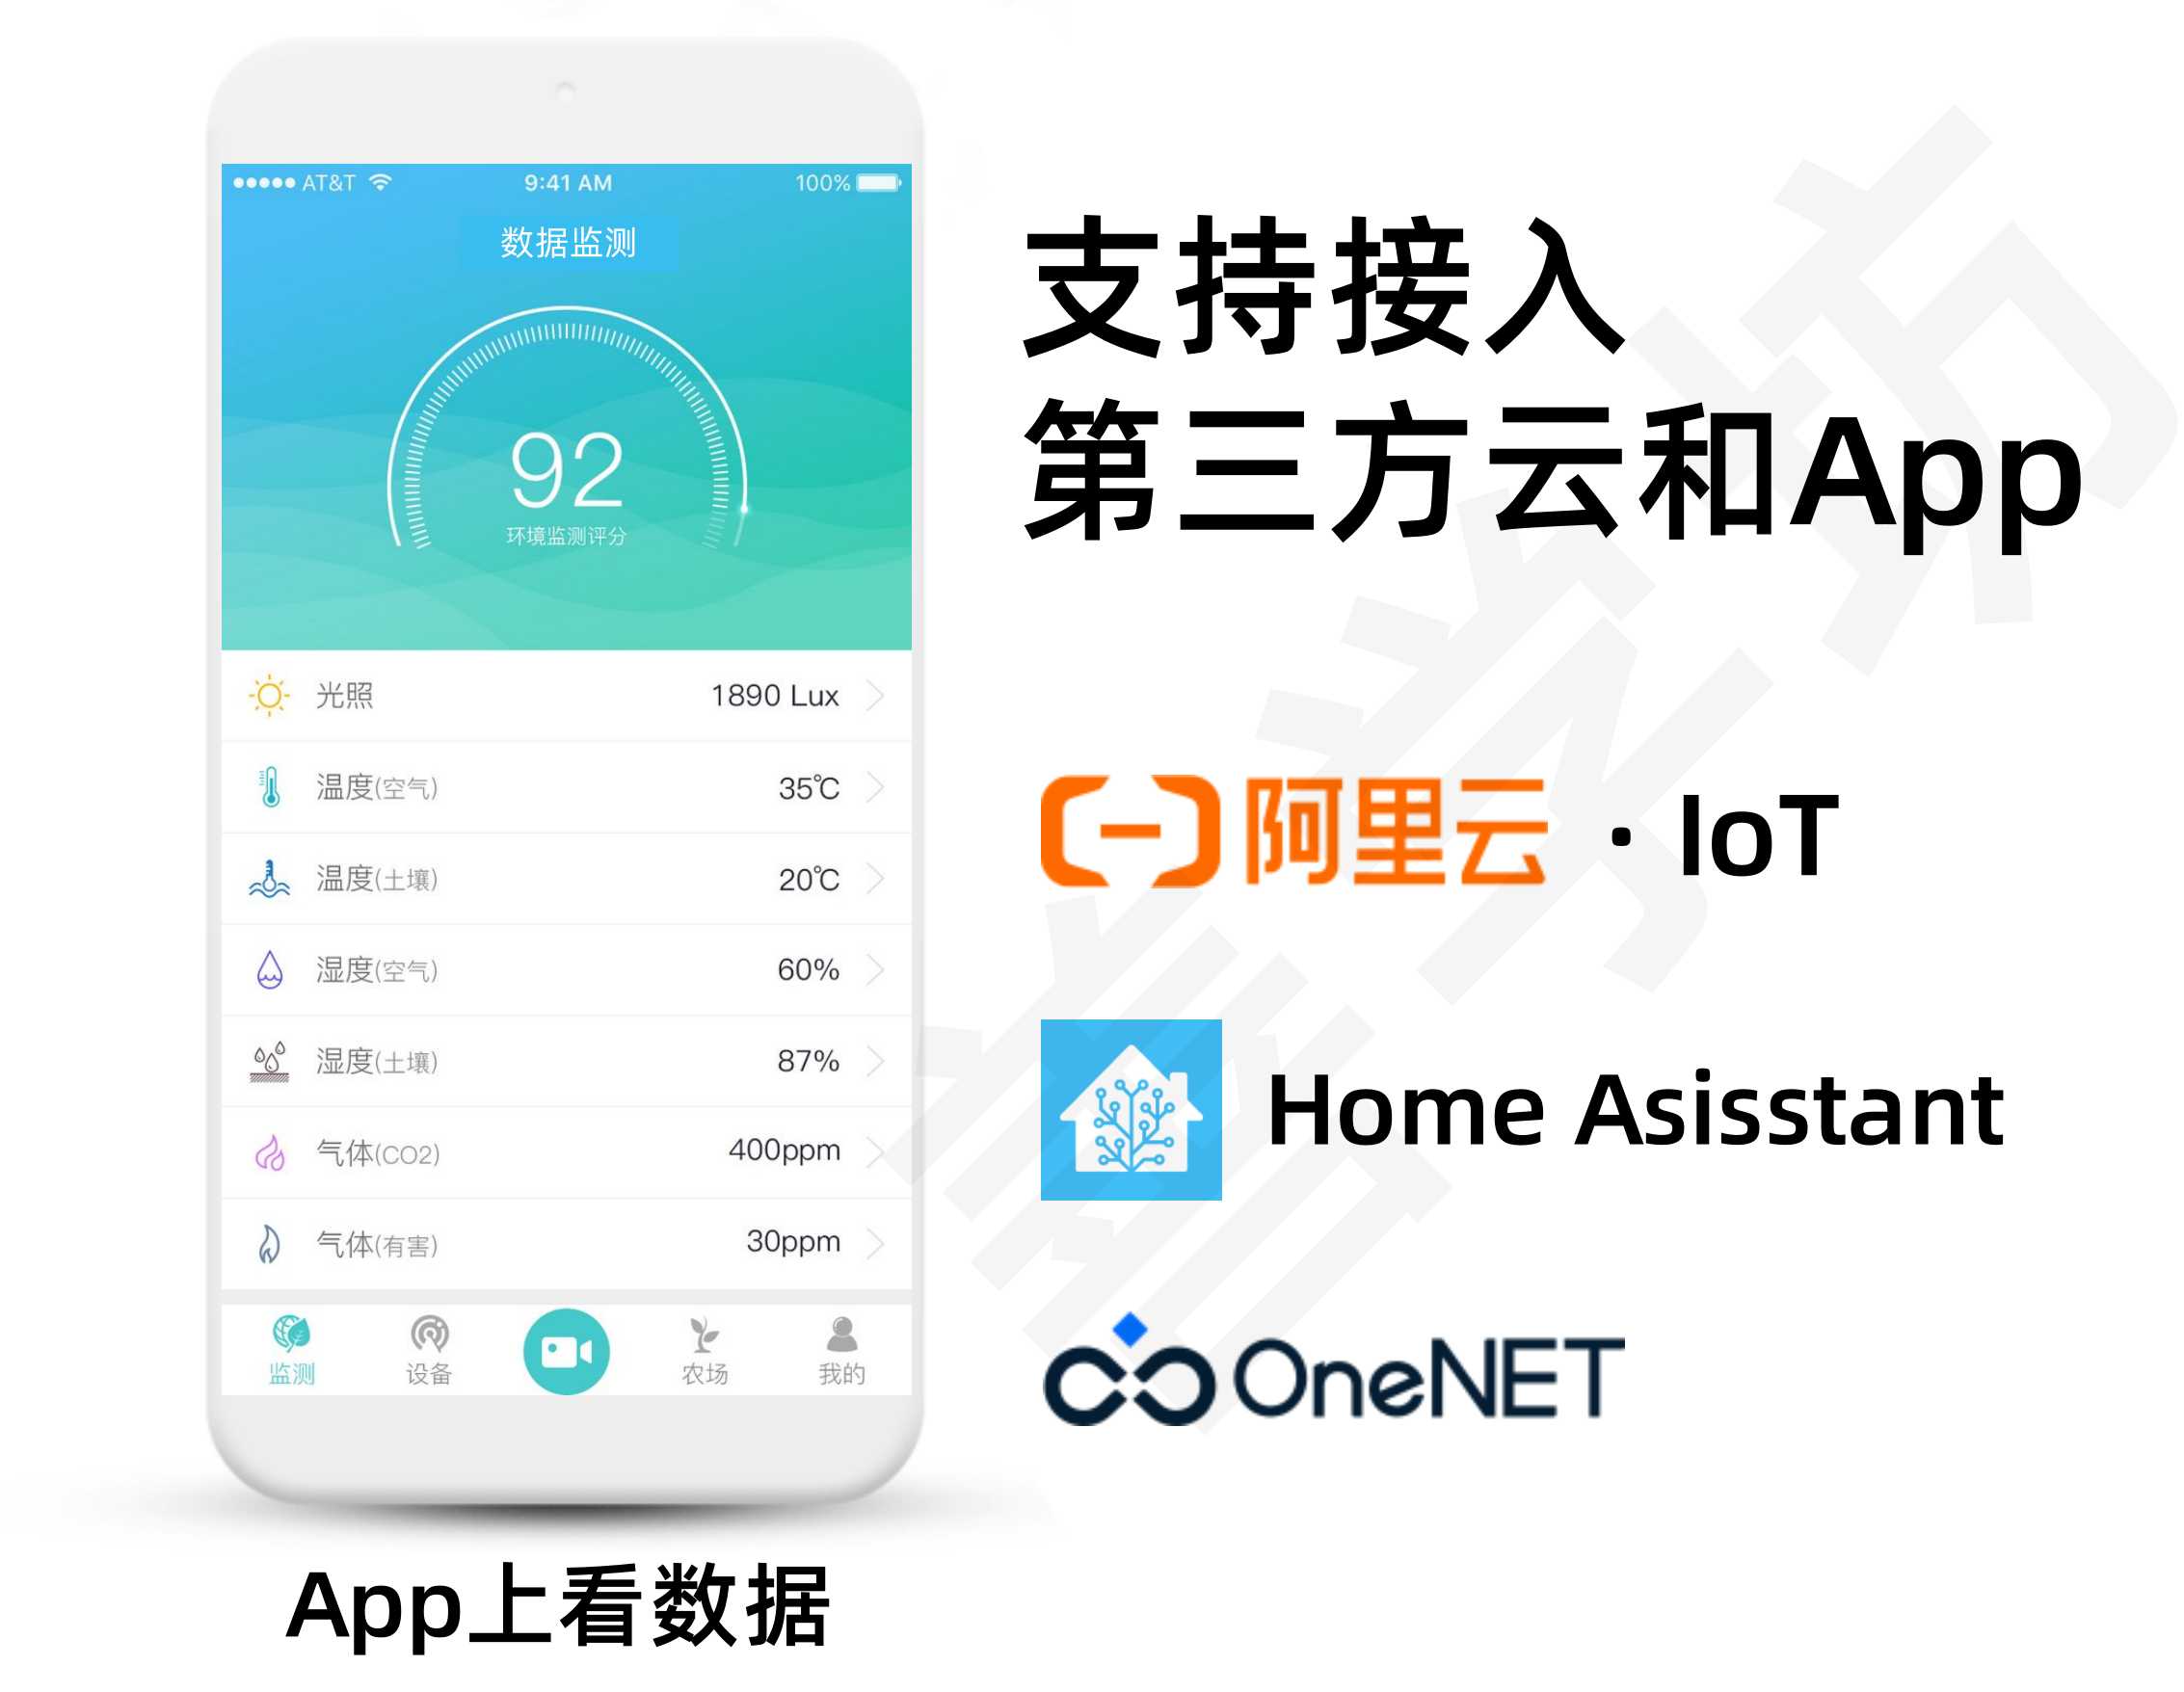 AT&T 9:41 AM 100%
数据监测
92
环境监测评分
光照 1890 Lux
温度(空气) 35℃
温度(土壤) 20℃
湿度(空气) 60%
湿度(土壤) 87%
气体(CO2) 400ppm
气体(有害) 30ppm
监测 设备 农场 我的
App上看数据
支持接入
第三方云和App
阿里云 · IoT
Home Asisstant
OneNET